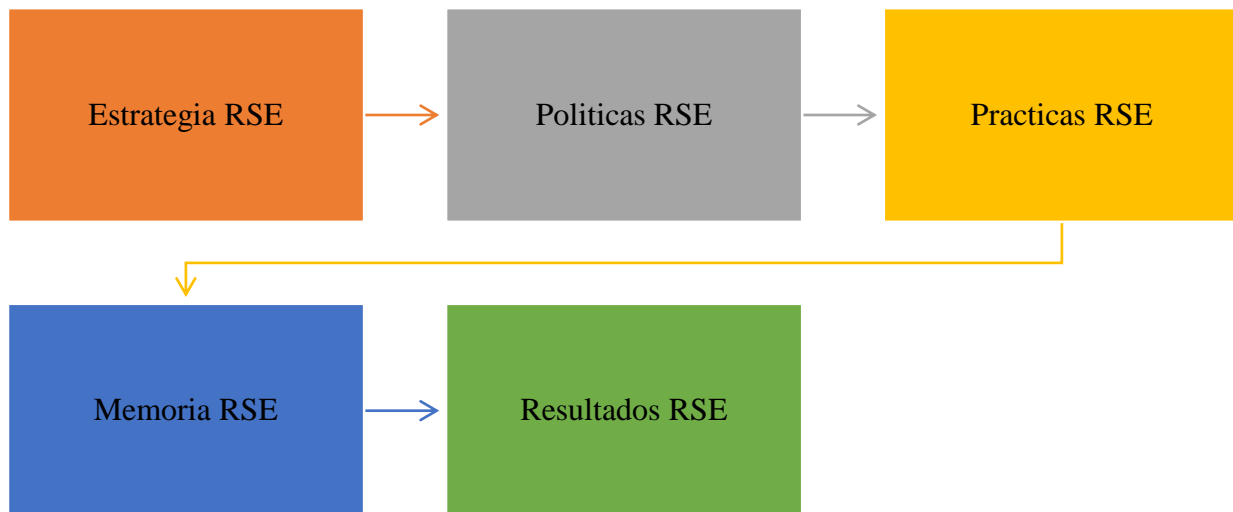 Estrategia RSE
Politicas RSE
Practicas RSE
Memoria RSE
Resultados RSE